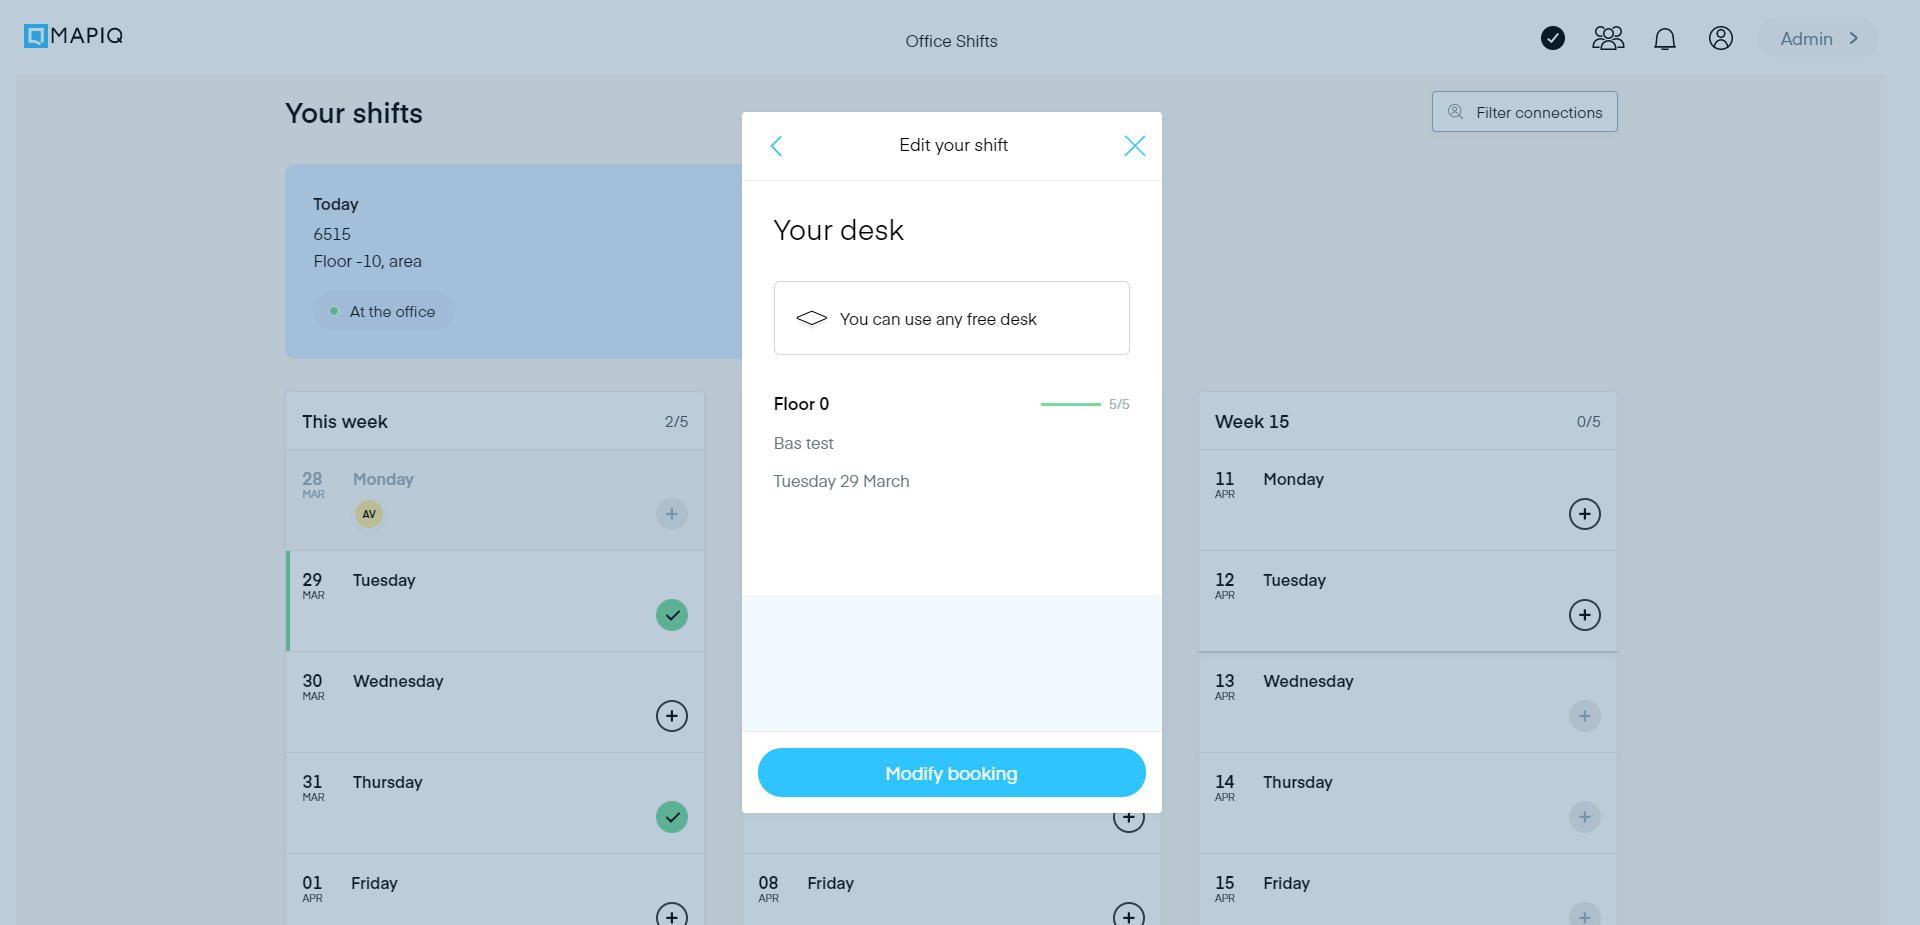 MAPIQ
Office Shifts
Admin
Your shifts
Filter connections
Today
6515
Floor -10, area
At the office
Edit your shift
Your desk
You can use any free desk
Floor 0
5/5
Bas test
Tuesday 29 March
Modify booking
This week
2/5
28
MAR
Monday
AV
29
MAR
Tuesday
30
MAR
Wednesday
31
MAR
Thursday
01
APR
Friday
08
APR
Friday
Week 15
0/5
11
APR
Monday
12
APR
Tuesday
13
APR
Wednesday
14
APR
Thursday
15
APR
Friday